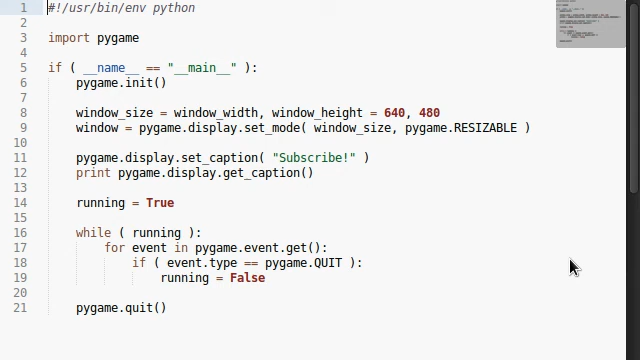 1 #!/usr/bin/env python
2
3 import pygame
4
5 if ( __name__ == "__main__" ):
6     pygame.init()
7
8     window_size = window_width, window_height = 640, 480
9     window = pygame.display.set_mode( window_size, pygame.RESIZABLE )
10
11     pygame.display.set_caption( "Subscribe!" )
12     print pygame.display.get_caption()
13
14     running = True
15
16     while ( running ):
17         for event in pygame.event.get():
18             if ( event.type == pygame.QUIT ):
19                 running = False
20
21     pygame.quit()